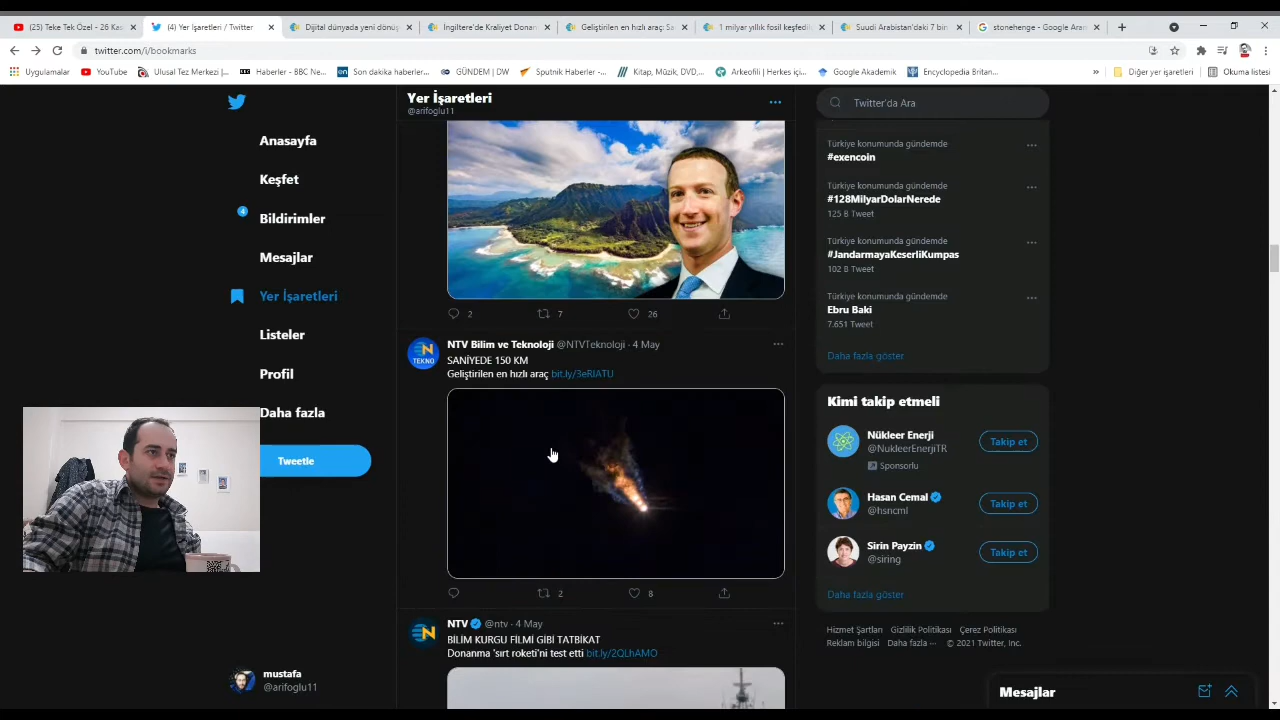 (25) Teke Tek Özel - 26 Kas
(4) Yer İşaretleri / Twitter
Dijital dünyada yeni dönüş
İngiltere'de Kraliyet Donan
Geliştirilen en hızlı araç: Sa
1 milyar yıllık fosil keşfedil
Suudi Arabistan'daki 7 bin
stonehenge - Google Aran
twitter.com/i/bookmarks
Uygulamalar
YouTube
Ulusal Tez Merkezi |...
Haberler - BBC Ne...
Son dakika haberler...
GÜNDEM | DW
Sputnik Haberler -...
Kitap, Müzik, DVD,...
Arkeofili | Herkes içi...
Google Akademik
Encyclopedia Britan...
Diğer yer işaretleri
Okuma listesi
Anasayfa
Keşfet
4
Bildirimler
Mesajlar
Yer İşaretleri
Listeler
Profil
Daha fazla
Tweetle
mustafa
@arifoglu11
Yer İşaretleri
@arifoglu11
2
7
26
NTV Bilim ve Teknoloji @NTVTeknoloji · 4 May
SANİYEDE 150 KM
Geliştirilen en hızlı araç bit.ly/3eRlATU
N
TEKNO
2
8
NTV @ntv · 4 May
BİLİM KURGU FİLMİ GİBİ TATBİKAT
Donanma 'sırt roketi'ni test etti bit.ly/2QLhAMO
N
Twitter'da Ara
Türkiye konumunda gündemde
#exencoin
Türkiye konumunda gündemde
#128MilyarDolarNerede
125 B Tweet
Türkiye konumunda gündemde
#JandarmayaKeserliKumpas
102 B Tweet
Türkiye konumunda gündemde
Ebru Baki
7.651 Tweet
Daha fazla göster
Kimi takip etmeli
Nükleer Enerji
@NukleerEnerjiTR
Sponsorlu
Takip et
Hasan Cemal
@hsncml
Takip et
Sirin Payzin
@siring
Takip et
Daha fazla göster
Hizmet Şartları Gizlilik Politikası Çerez Politikası
Reklam bilgisi Daha fazla ··· © 2021 Twitter, Inc.
Mesajlar